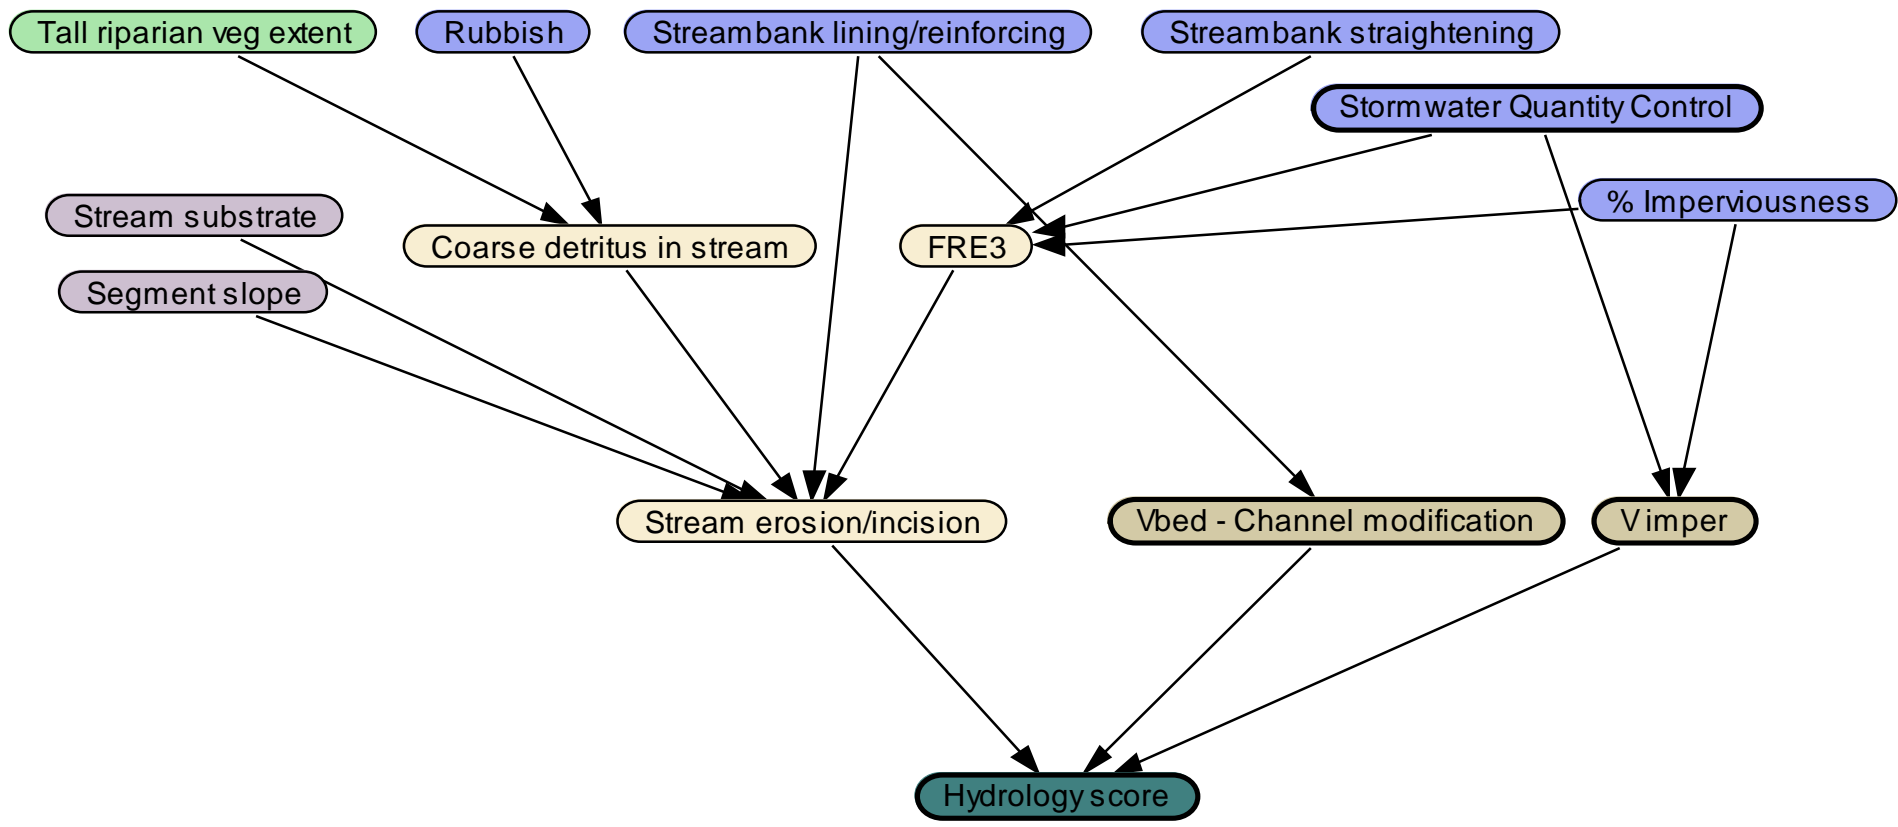 Tall riparian veg extent
Rubbish
Streambank lining/reinforcing
Streambank straightening
Stormwater Quantity Control
% Imperviousness
Stream substrate
Coarse detritus in stream
FRE3
Segment slope
Stream erosion/incision
Vbed - Channel modification
Vimper
Hydrology score